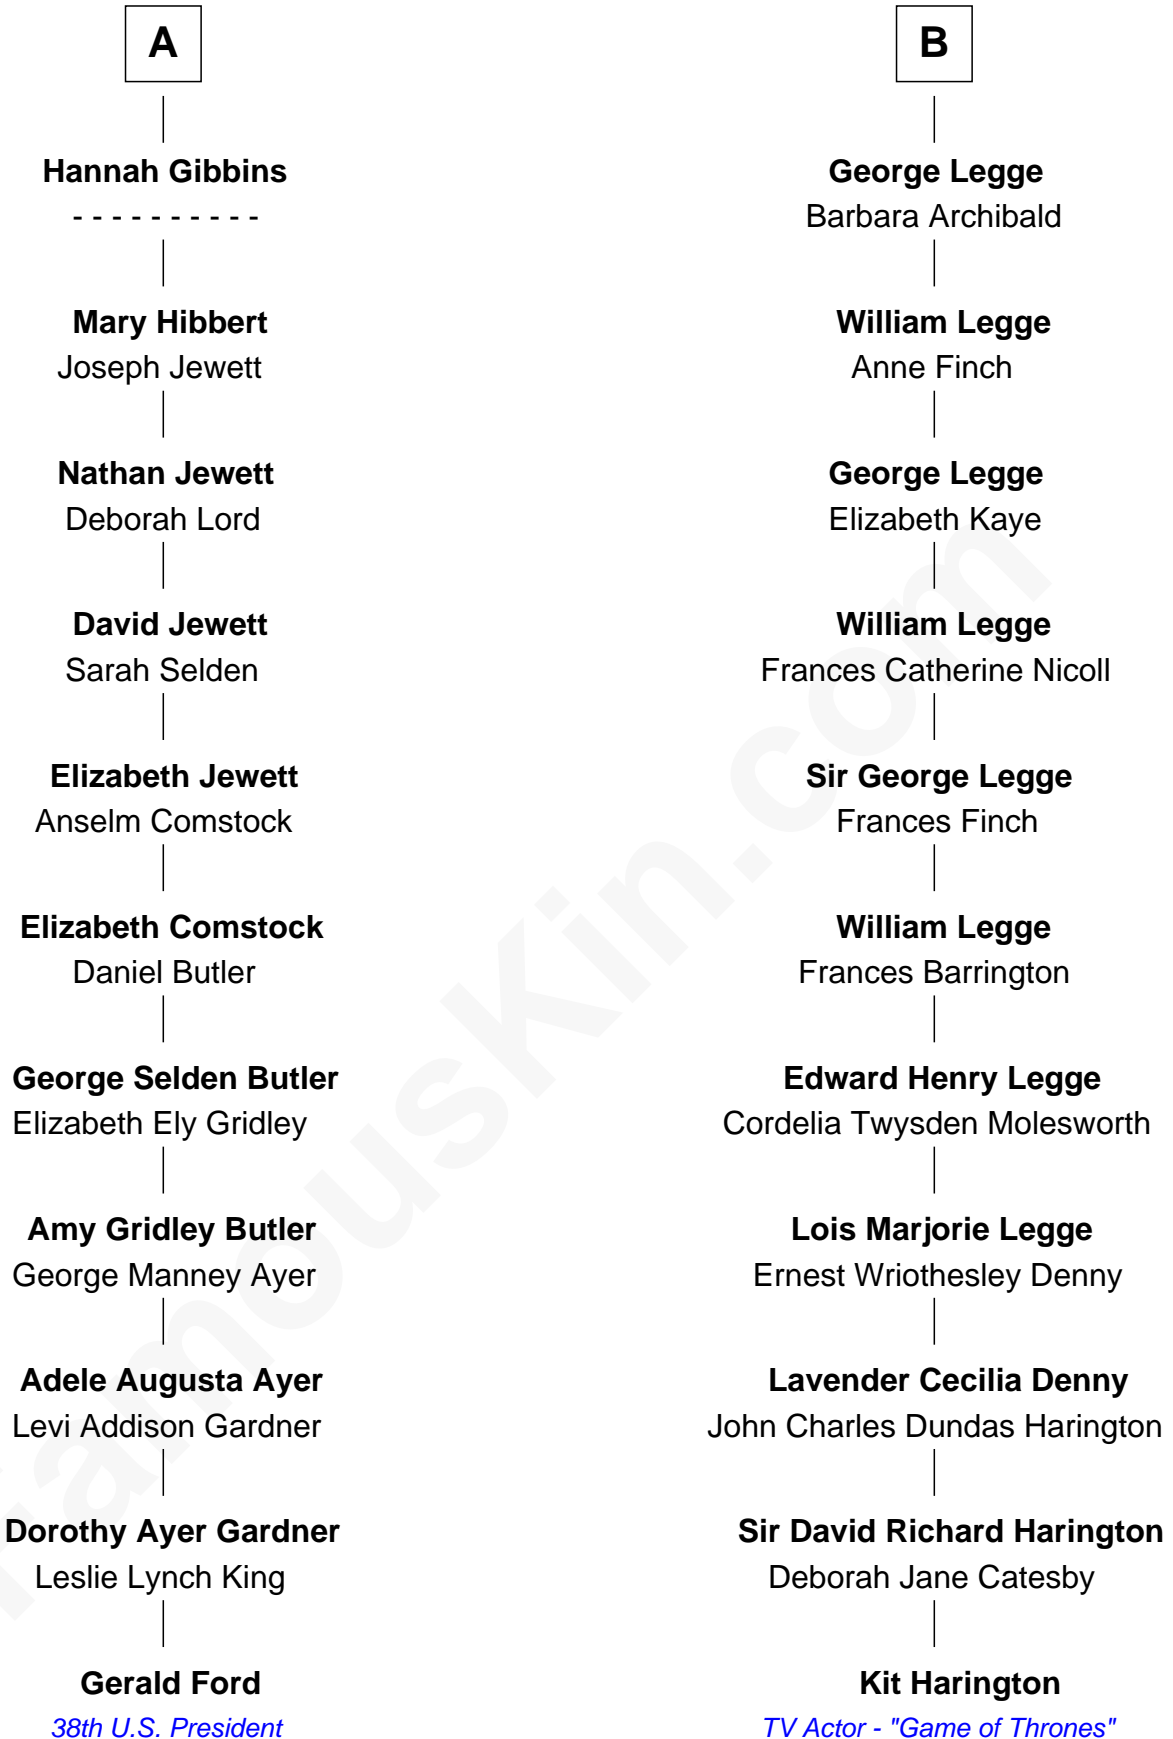 A
B
Hannah Gibbins
- - - - - - - - - -
George Legge
Barbara Archibald
Mary Hibbert
Joseph Jewett
William Legge
Anne Finch
Nathan Jewett
Deborah Lord
George Legge
Elizabeth Kaye
David Jewett
Sarah Selden
William Legge
Frances Catherine Nicoll
Elizabeth Jewett
Anselm Comstock
Sir George Legge
Frances Finch
Elizabeth Comstock
Daniel Butler
William Legge
Frances Barrington
George Selden Butler
Elizabeth Ely Gridley
Edward Henry Legge
Cordelia Twysden Molesworth
Amy Gridley Butler
George Manney Ayer
Lois Marjorie Legge
Ernest Wriothesley Denny
Adele Augusta Ayer
Levi Addison Gardner
Lavender Cecilia Denny
John Charles Dundas Harington
Dorothy Ayer Gardner
Leslie Lynch King
Sir David Richard Harington
Deborah Jane Catesby
Gerald Ford
38th U.S. President
Kit Harington
TV Actor - "Game of Thrones"
FamousKin.com